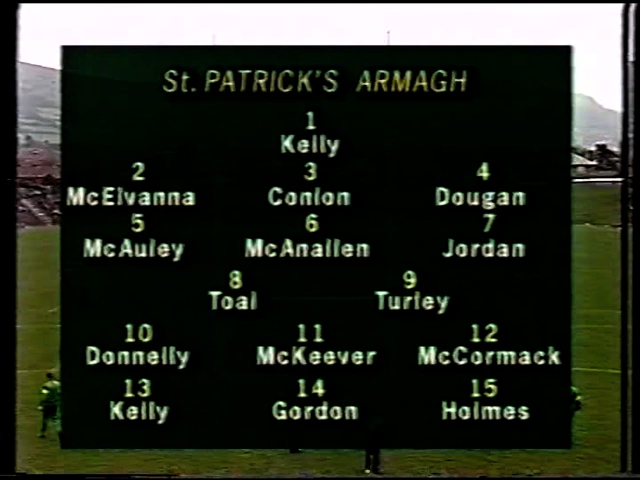 St. PATRICK'S ARMAGH
1
Kelly
2 3 4
McElvanna Conlon Dougan
5 6 7
McAuley McAnallen Jordan
8 9
Toal Turley
10 11 12
Donnelly McKeever McCormack
13 14 15
Kelly Gordon Holmes